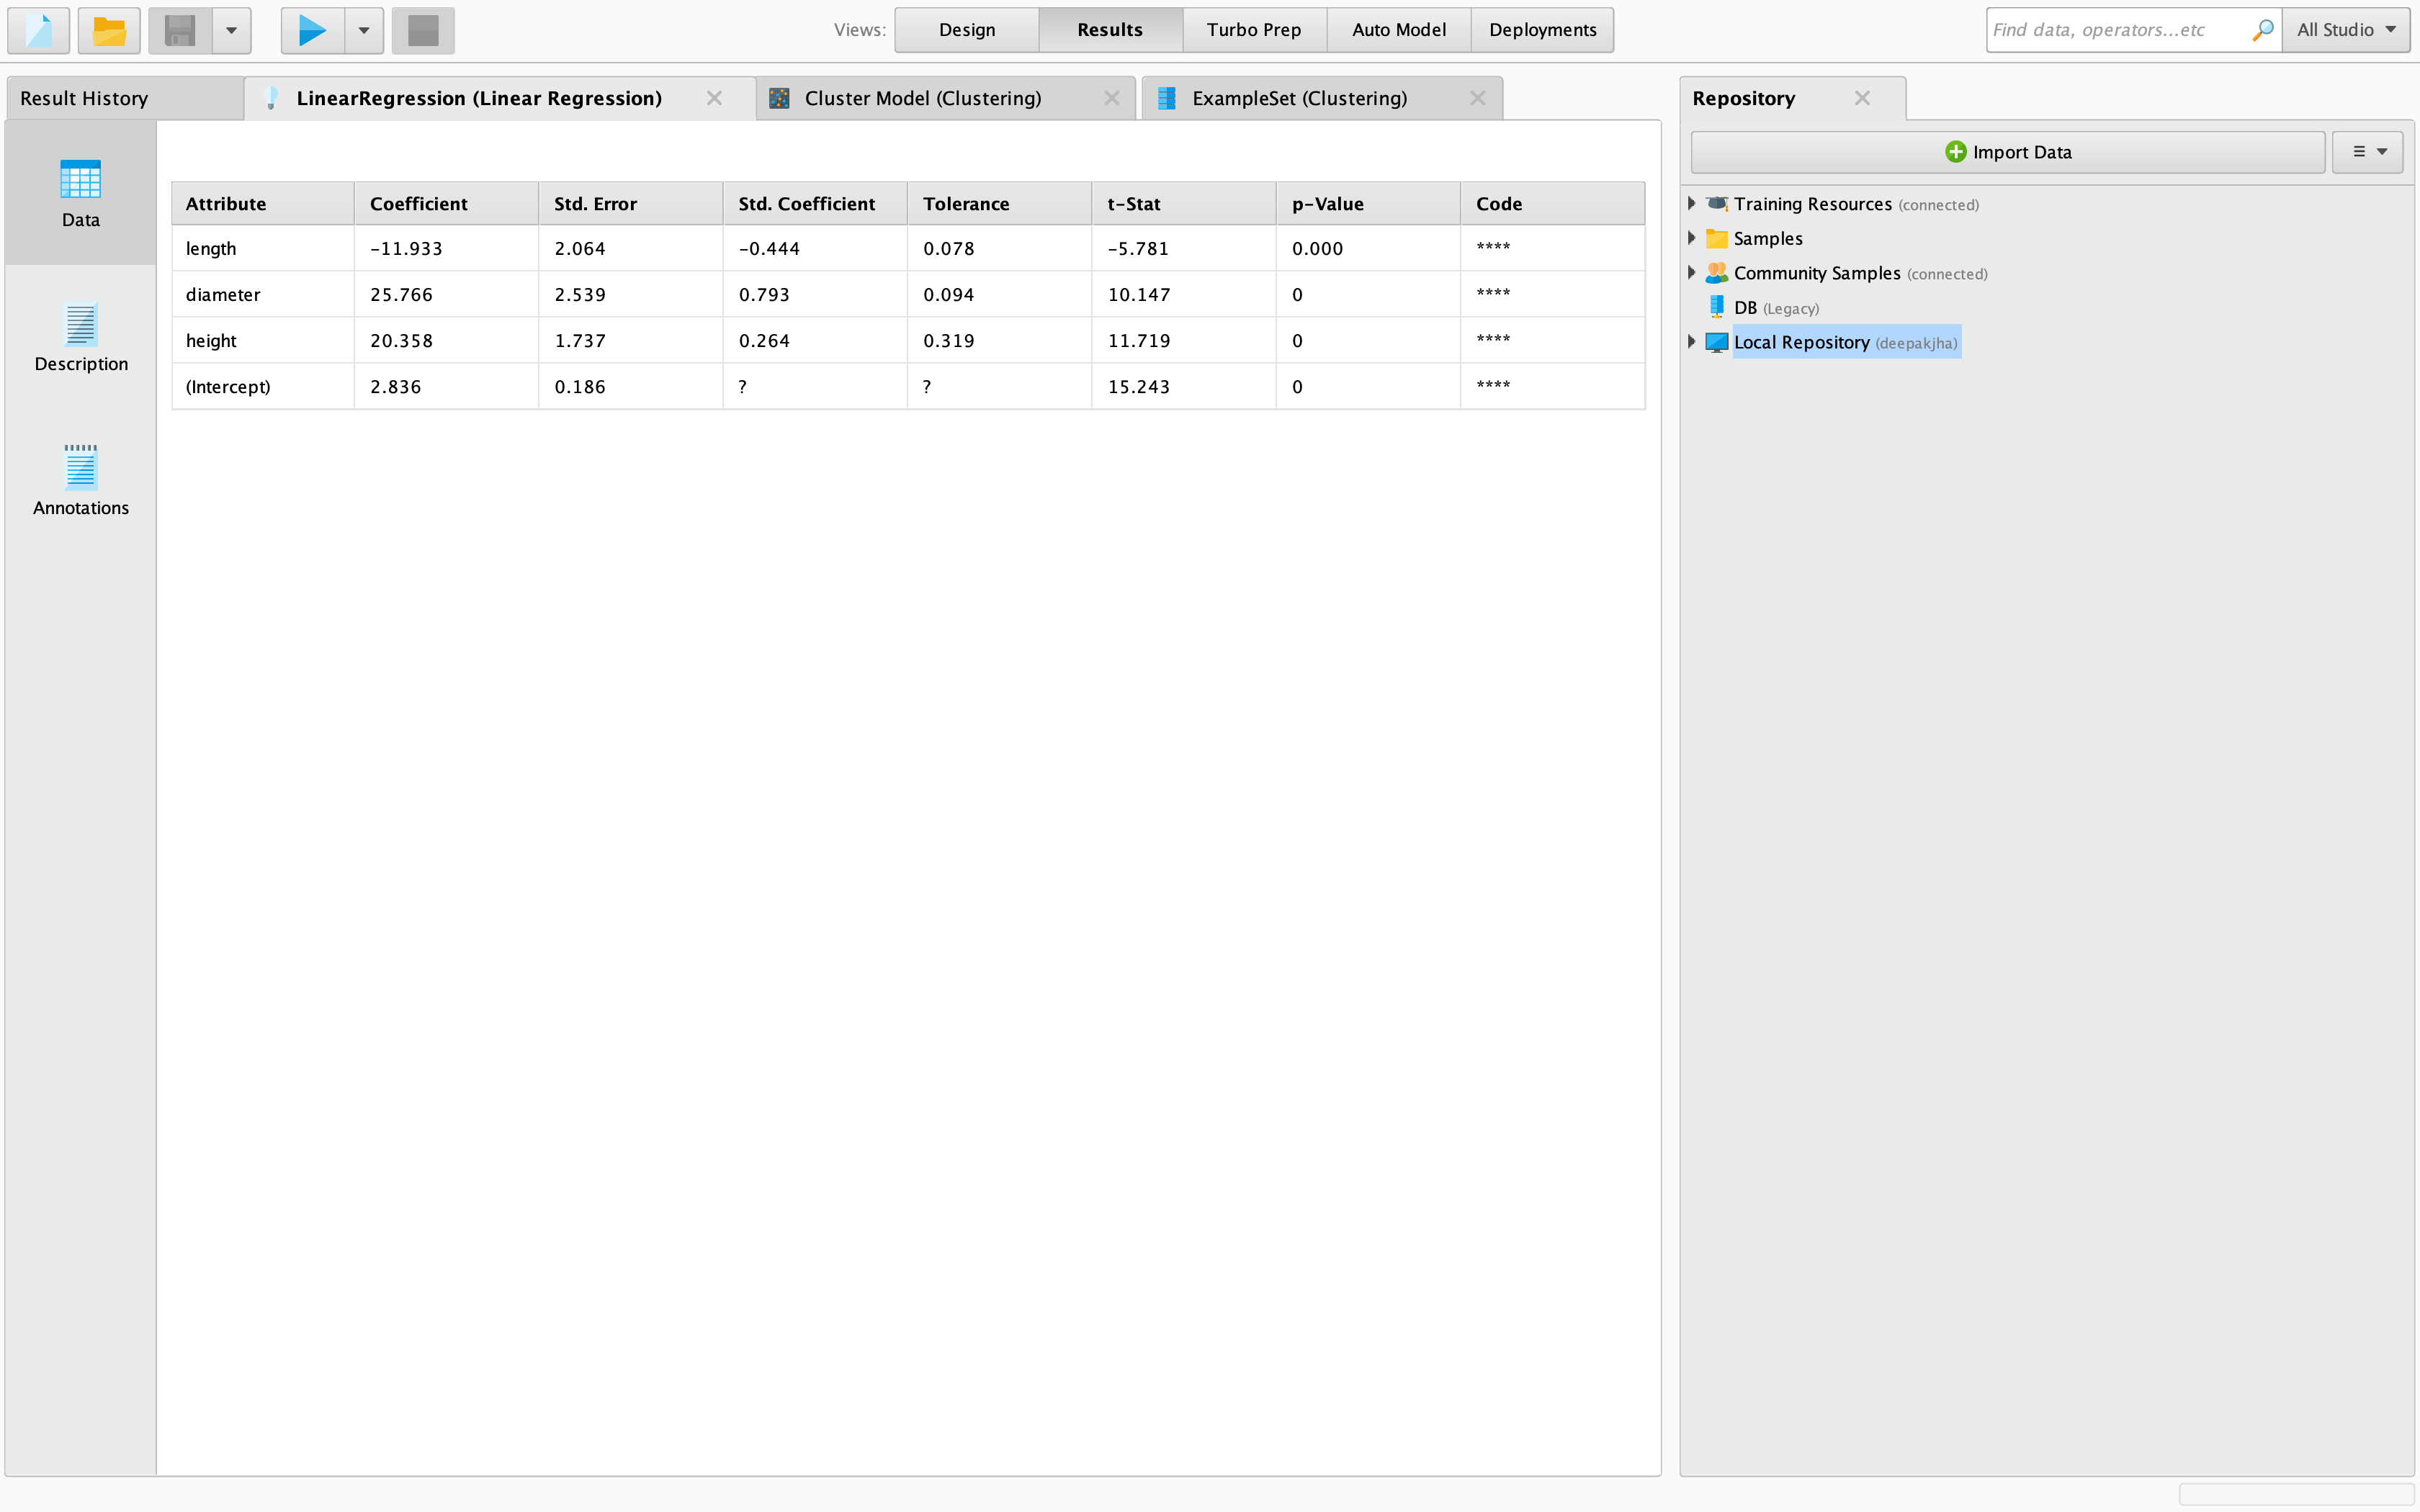 Views: Design Results Turbo Prep Auto Model Deployments Find data, operators...etc All Studio
Result History LinearRegression (Linear Regression) Cluster Model (Clustering) ExampleSet (Clustering)
Data
Description
Annotations
Attribute Coefficient Std. Error Std. Coefficient Tolerance t-Stat p-Value Code
length -11.933 2.064 -0.444 0.078 -5.781 0.000 ****
diameter 25.766 2.539 0.793 0.094 10.147 0 ****
height 20.358 1.737 0.264 0.319 11.719 0 ****
(Intercept) 2.836 0.186 ? ? 15.243 0 ****
Repository
Import Data
Training Resources (connected)
Samples
Community Samples (connected)
DB (Legacy)
Local Repository (deepakjha)